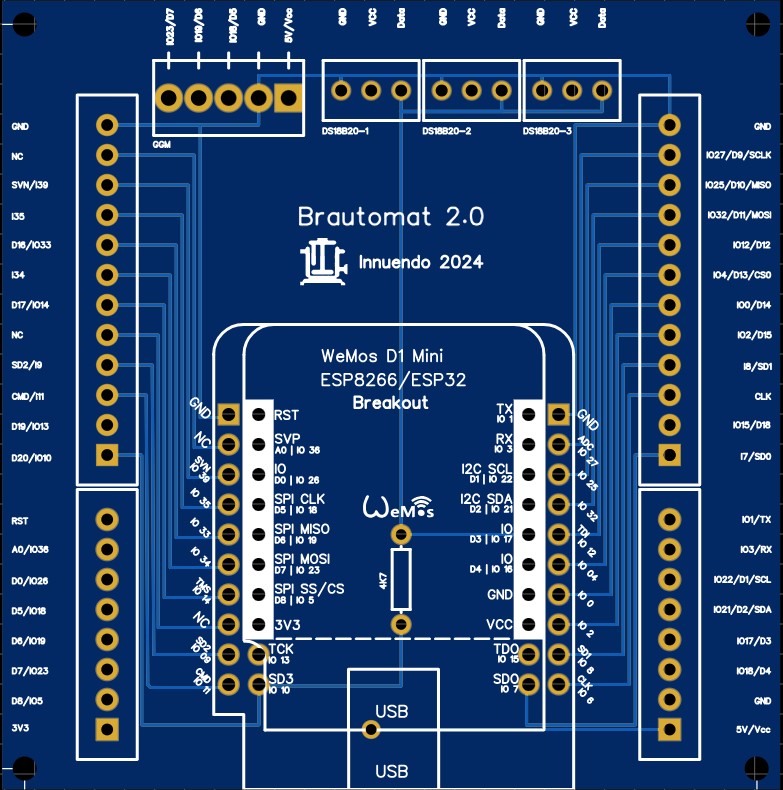 IO23/D7
IO19/D6
IO18/D5
GND
5V/Vcc
GND
VCC
Data
GND
VCC
Data
GND
VCC
Data
GGM
DS18B20-1
DS18B20-2
DS18B20-3
GND
NC
SVN/I39
I35
D16/IO33
I34
D17/IO14
NC
SD2/I9
CMD/I11
D19/IO13
D20/IO10
RST
A0/IO36
D0/IO26
D5/IO18
D6/IO19
D7/IO23
D8/IO5
3V3
Brautomat 2.0
Innuendo 2024
WeMos D1 Mini
ESP8266/ESP32
Breakout
GND
NC
SVN
IO 39
IO 35
IO 33
IO 34
TMS
IO 14
NC
SD2
IO 09
CMD
IO 11
RST
SVP
A0 | IO 36
IO
D0 | IO 26
SPI CLK
D5 | IO 18
SPI MISO
D6 | IO 19
SPI MOSI
D7 | IO 23
SPI SS/CS
D8 | IO 5
3V3
TCK
IO 13
SD3
IO 10
WeMos
4K7
TX
IO 1
RX
IO 3
I2C SCL
D1 | IO 22
I2C SDA
D2 | IO 21
IO
D3 | IO 17
IO
D4 | IO 16
GND
VCC
TDO
IO 15
SDO
IO 7
GND
ADC
IO 27
IO 25
IO 32
TDI
IO 12
IO 04
IO 0
IO 2
SD1
IO 8
CLK
IO 6
USB
USB
GND
IO27/D9/SCLK
IO25/D10/MISO
IO32/D11/MOSI
IO12/D12
IO4/D13/CS0
IO0/D14
IO2/D15
I8/SD1
CLK
IO15/D18
I7/SD0
IO1/TX
IO3/RX
IO22/D1/SCL
IO21/D2/SDA
IO17/D3
IO18/D4
GND
5V/Vcc